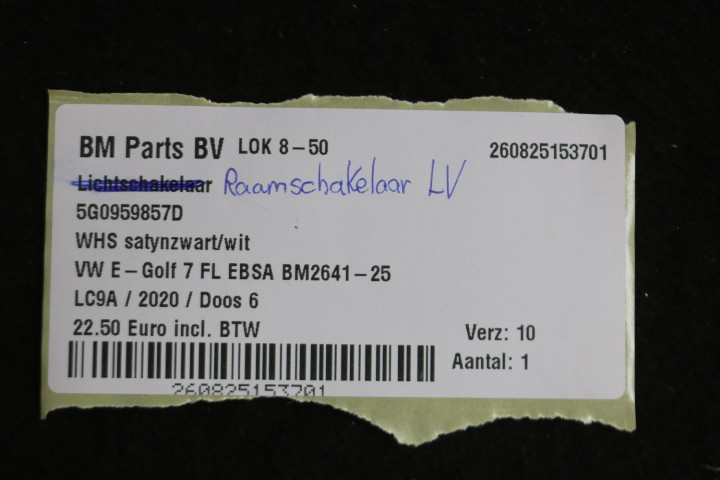 BM Parts BV LOK 8-50 260825153701
Lichtschakelaar Raamschakelaar LV
5G0959857D
WHS satynzwart/wit
VW E-Golf 7 FL EBSA BM2641-25
LC9A / 2020 / Doos 6
22.50 Euro incl. BTW Verz: 10
Aantal: 1
260825153701